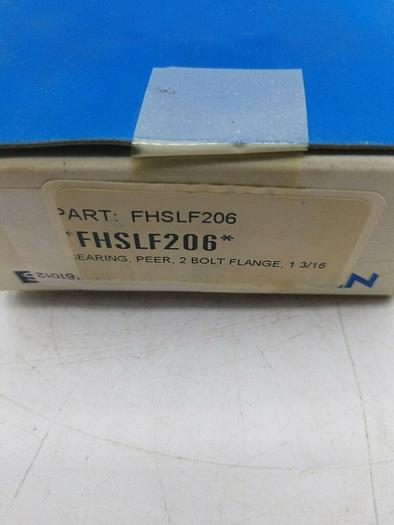 PART: FHSLF206
*FHSLF206*
BEARING, PEER, 2 BOLT FLANGE, 1 3/16